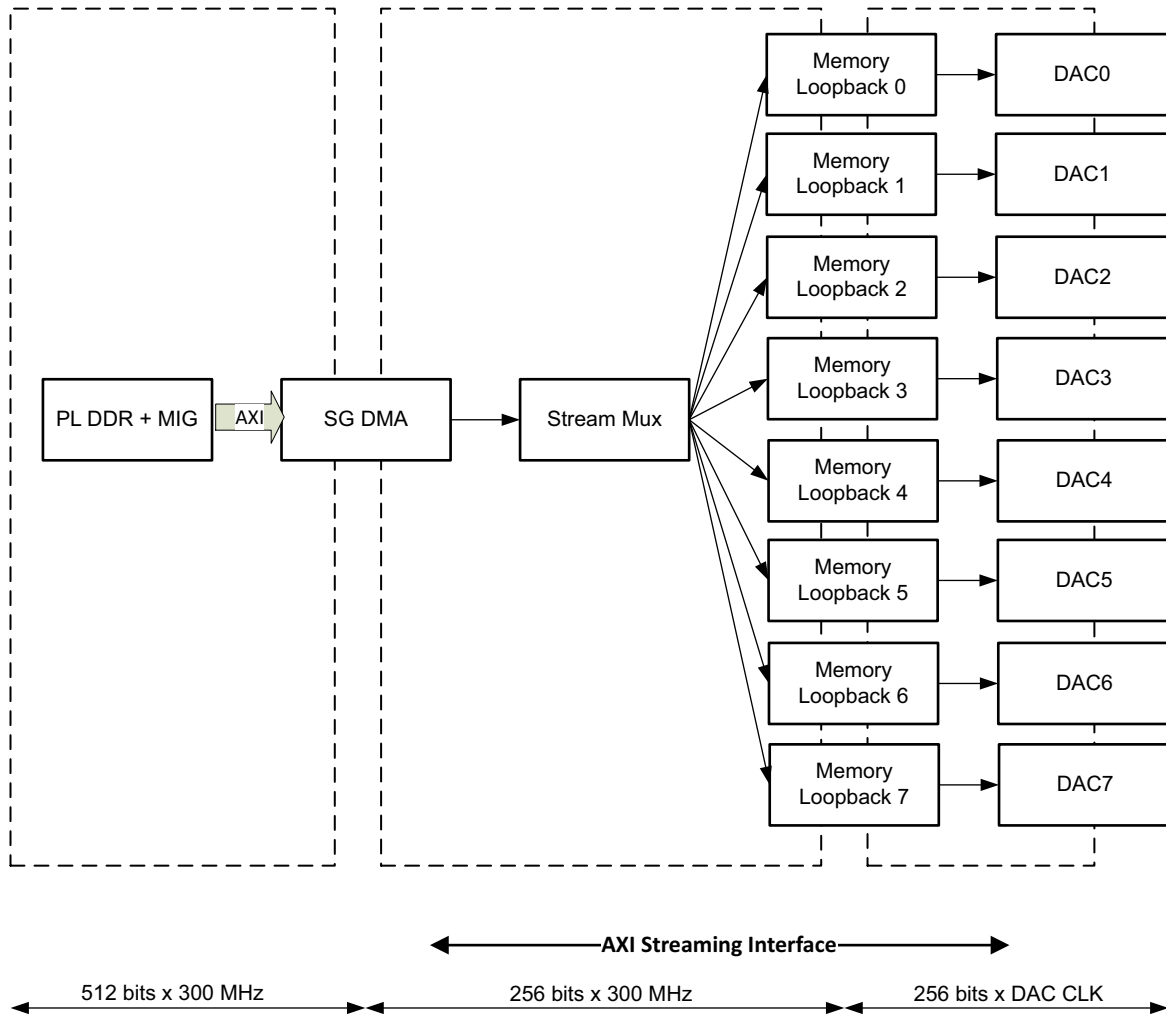 Memory
Loopback 0
DAC0
Memory
Loopback 1
DAC1
Memory
Loopback 2
DAC2
Memory
Loopback 3
DAC3
PL DDR + MIG
AXI
SG DMA
Stream Mux
Memory
Loopback 4
DAC4
Memory
Loopback 5
DAC5
Memory
Loopback 6
DAC6
Memory
Loopback 7
DAC7
AXI Streaming Interface
512 bits x 300 MHz
256 bits x 300 MHz
256 bits x DAC CLK